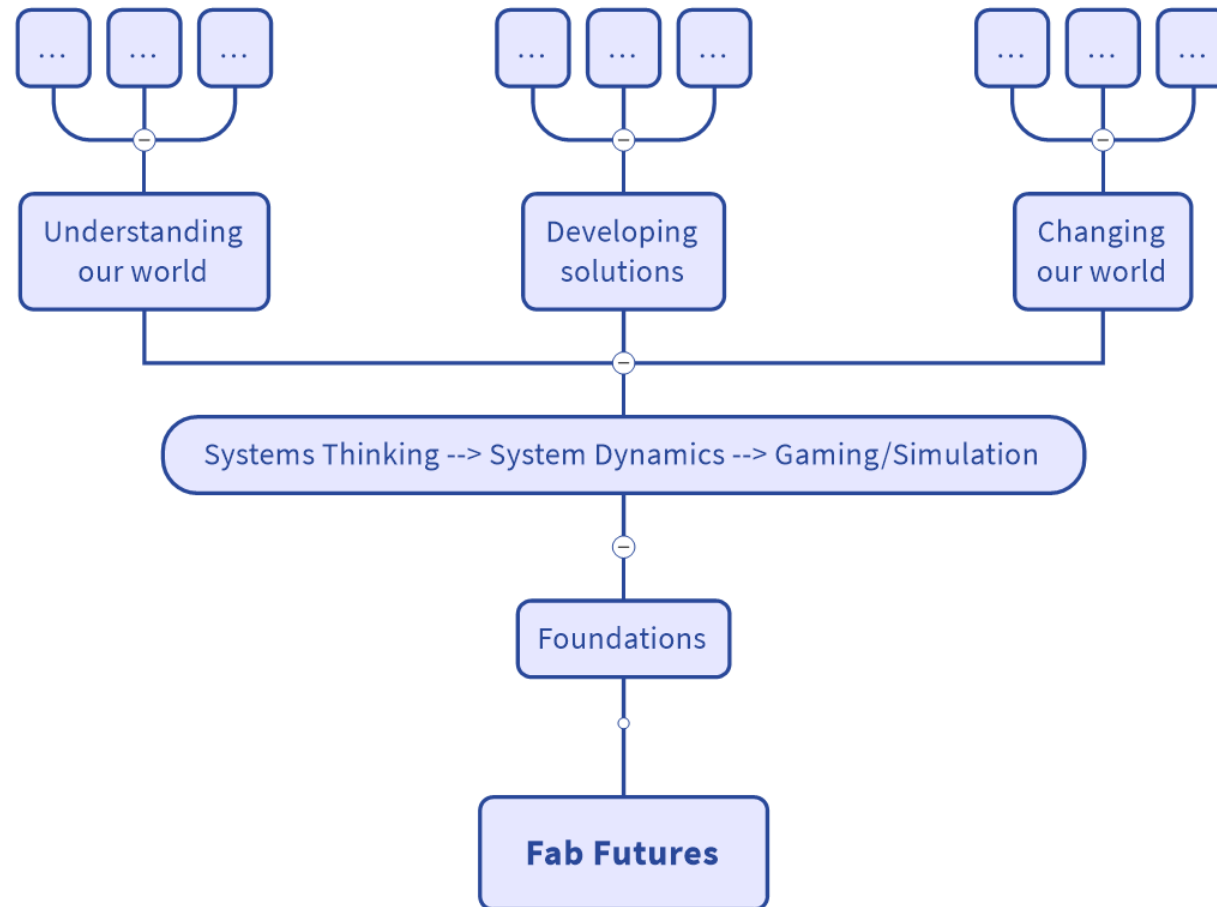 ... ... ... ... ... ... ... ... ...
Understanding
our world
Developing
solutions
Changing
our world
Systems Thinking --> System Dynamics --> Gaming/Simulation
Foundations
Fab Futures